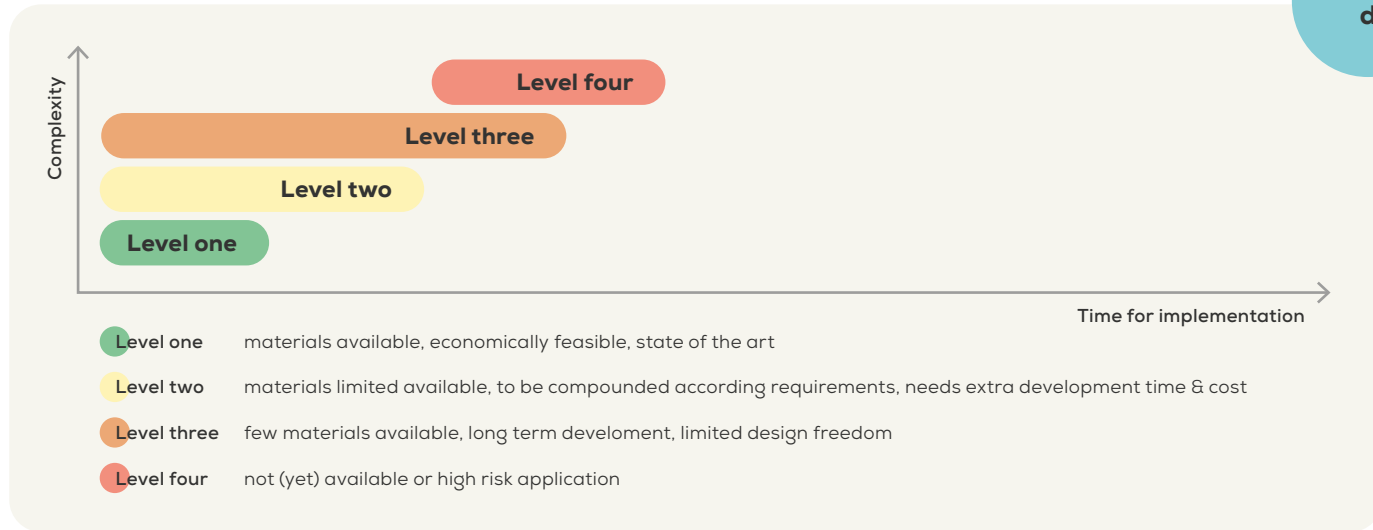 Complexity
Level four
Level three
Level two
Level one
Time for implementation
Level one materials available, economically feasible, state of the art
Level two materials limited available, to be compounded according requirements, needs extra development time & cost
Level three few materials available, long term develoment, limited design freedom
Level four not (yet) available or high risk application